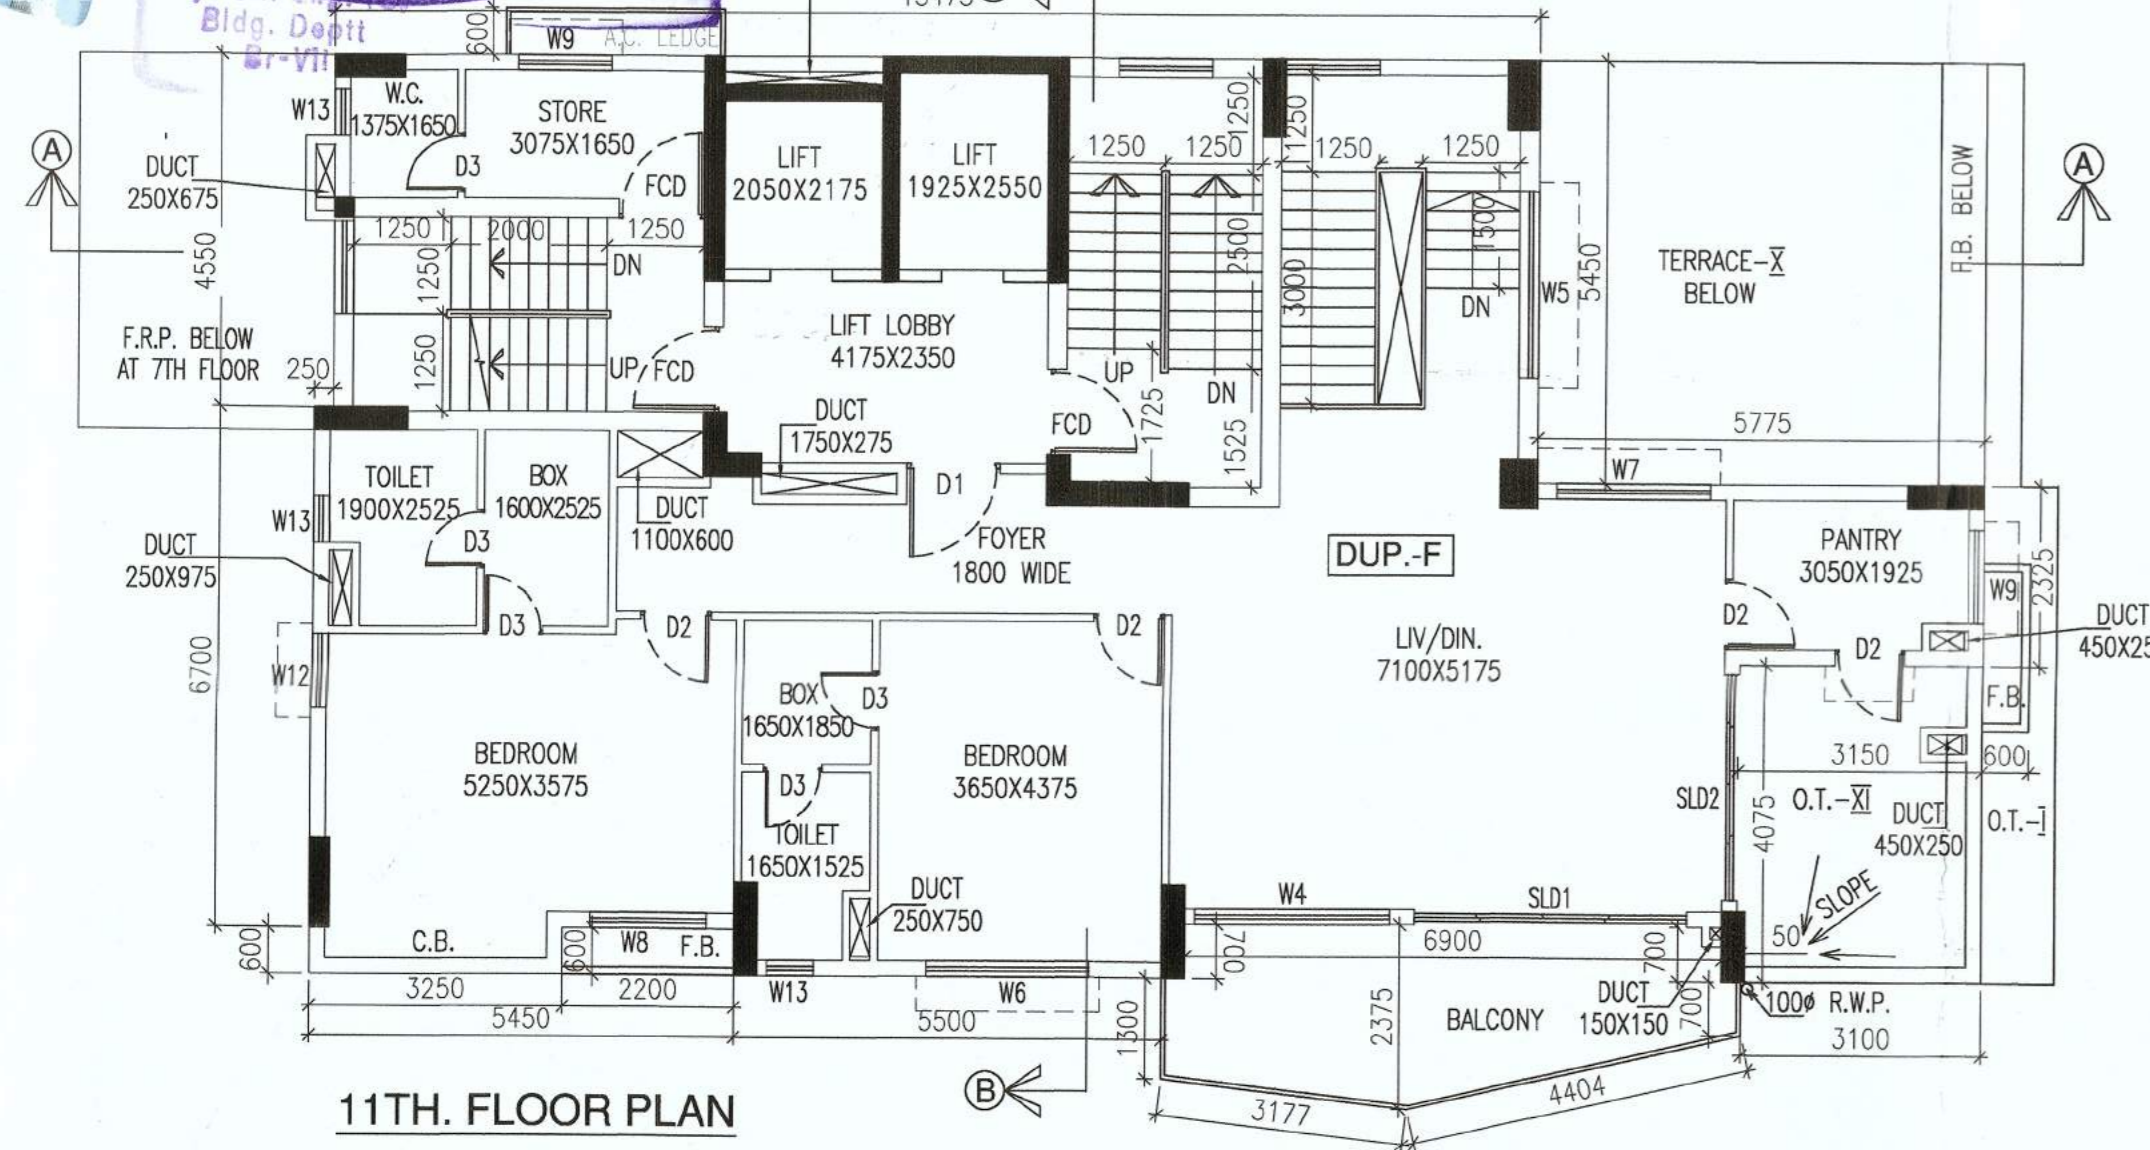 Bldg. Deptt
Br-VII
600
W9
A.C. LEDGE
W13
W.C.
1375X1650
STORE
3075X1650
D3
FCD
DUCT
250X675
LIFT
2050X2175
LIFT
1925X2550
1250
1250
1250
1250
1250
1250
A
A
4550
1250
2000
1250
1250
1250
DN
UP
FCD
2500
3000
1500
DN
W5
5450
TERRACE-X
BELOW
F.B. BELOW
LIFT LOBBY
4175X2350
F.R.P. BELOW
AT 7TH FLOOR
250
UP
DN
FCD
1725
1525
DUCT
1750X275
5775
W7
TOILET
1900X2525
BOX
1600X2525
DUCT
1100X600
D1
FOYER
1800 WIDE
DUP.-F
PANTRY
3050X1925
W13
D3
DUCT
250X975
D3
D2
D2
D2
D2
W9
2325
DUCT
F.B.
LIV/DIN.
7100X5175
6700
W12
BOX
1650X1850
D3
BEDROOM
5250X3575
BEDROOM
3650X4375
D3
TOILET
1650X1525
DUCT
250X750
3150
600
SLD2
4075
O.T.-XI
DUCT
450X250
O.T.-I
SLOPE
50
W4
SLD1
C.B.
600
600
W8
F.B.
700
6900
700
3250
2200
W13
W6
5450
5500
1300
2375
BALCONY
DUCT
150X150
700
100ø R.W.P.
3100
B
3177
4404
11TH. FLOOR PLAN